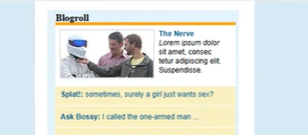 Blogroll
The Nerve
Lorem ipsum dolor
sit amet, consec
tetur adipiscing elit.
Suspendisse.
Splat!: sometimes, surely a girl just wants sex?
Ask Bossy: I called the one-armed man ...